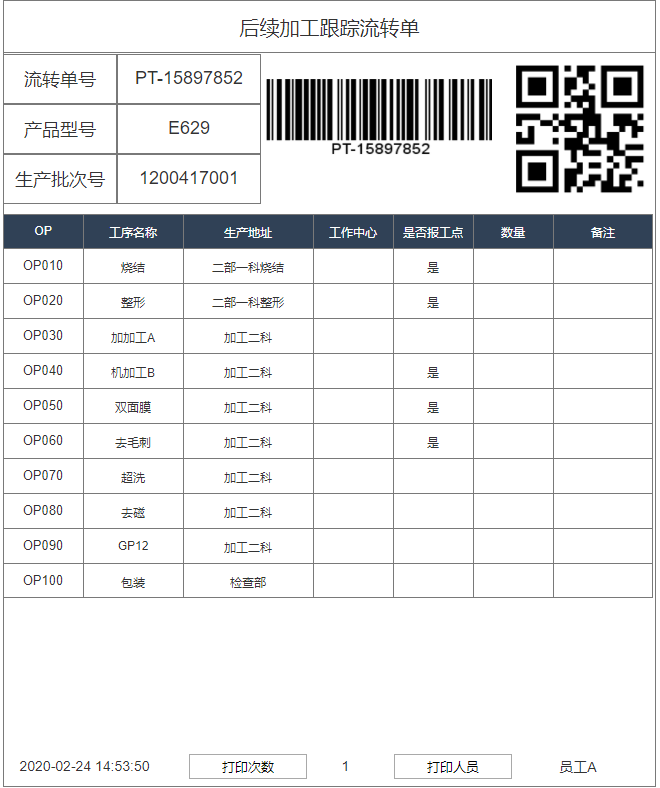 后续加工跟踪流转单
流转单号 PT-15897852
产品型号 E629
生产批次号 1200417001
PT-15897852
OP 工序名称 生产地址 工作中心 是否报工点 数量 备注
OP010 烧结 二部一科烧结 是
OP020 整形 二部一科整形 是
OP030 加加工A 加工二科
OP040 机加工B 加工二科 是
OP050 双面膜 加工二科 是
OP060 去毛刺 加工二科 是
OP070 超洗 加工二科
OP080 去磁 加工二科
OP090 GP12 加工二科
OP100 包装 检查部
2020-02-24 14:53:50 打印次数 1 打印人员 员工A